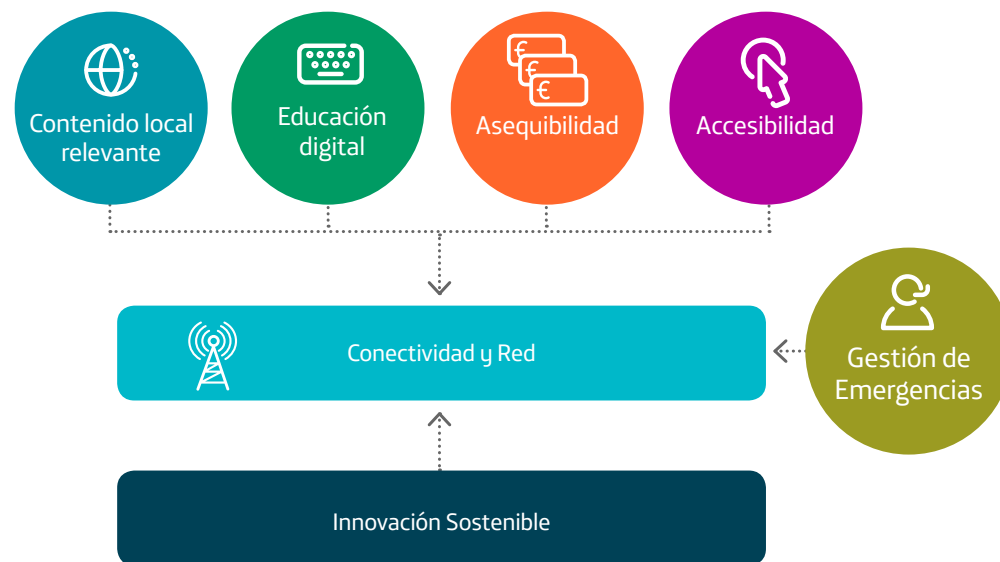 Contenido local
relevante
Educación
digital
€
€
€
Asequibilidad
Accesibilidad
Conectividad y Red
Gestión de
Emergencias
Innovación Sostenible